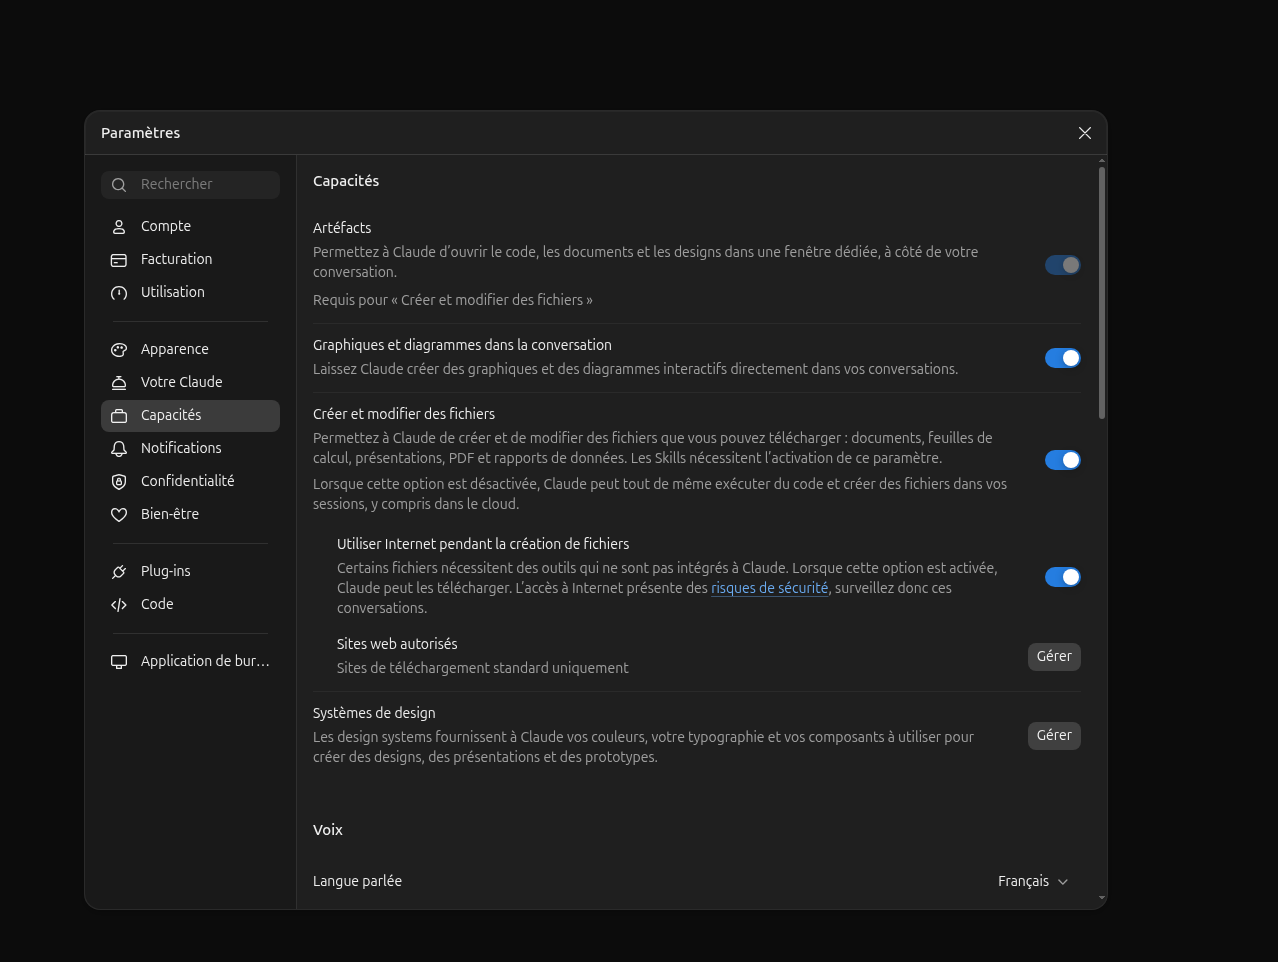 Paramètres
Rechercher
Compte
Facturation
Utilisation
Apparence
Votre Claude
Capacités
Notifications
Confidentialité
Bien-être
Plug-ins
Code
Application de bur…
Capacités
Artéfacts
Permettez à Claude d’ouvrir le code, les documents et les designs dans une fenêtre dédiée, à côté de votre
conversation.
Requis pour « Créer et modifier des fichiers »
Graphiques et diagrammes dans la conversation
Laissez Claude créer des graphiques et des diagrammes interactifs directement dans vos conversations.
Créer et modifier des fichiers
Permettez à Claude de créer et de modifier des fichiers que vous pouvez télécharger : documents, feuilles de
calcul, présentations, PDF et rapports de données. Les Skills nécessitent l’activation de ce paramètre.
Lorsque cette option est désactivée, Claude peut tout de même exécuter du code et créer des fichiers dans vos
sessions, y compris dans le cloud.
Utiliser Internet pendant la création de fichiers
Certains fichiers nécessitent des outils qui ne sont pas intégrés à Claude. Lorsque cette option est activée,
Claude peut les télécharger. L’accès à Internet présente des risques de sécurité, surveillez donc ces
conversations.
Sites web autorisés
Sites de téléchargement standard uniquement
Gérer
Systèmes de design
Les design systems fournissent à Claude vos couleurs, votre typographie et vos composants à utiliser pour
créer des designs, des présentations et des prototypes.
Gérer
Voix
Langue parlée
Français